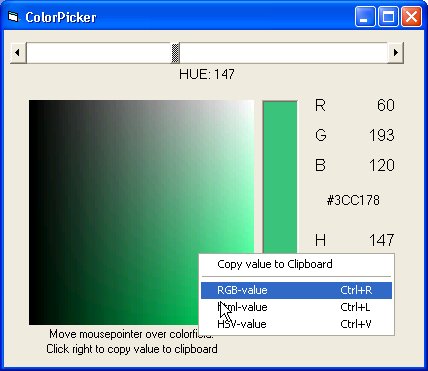 ColorPicker
HUE: 147
R 60
G 193
B 120
#3CC178
H 147
Copy value to Clipboard
RGB-value Ctrl+R
html-value Ctrl+L
HSV-value Ctrl+V
Move mousepointer over colorfield.
Click right to copy value to clipboard